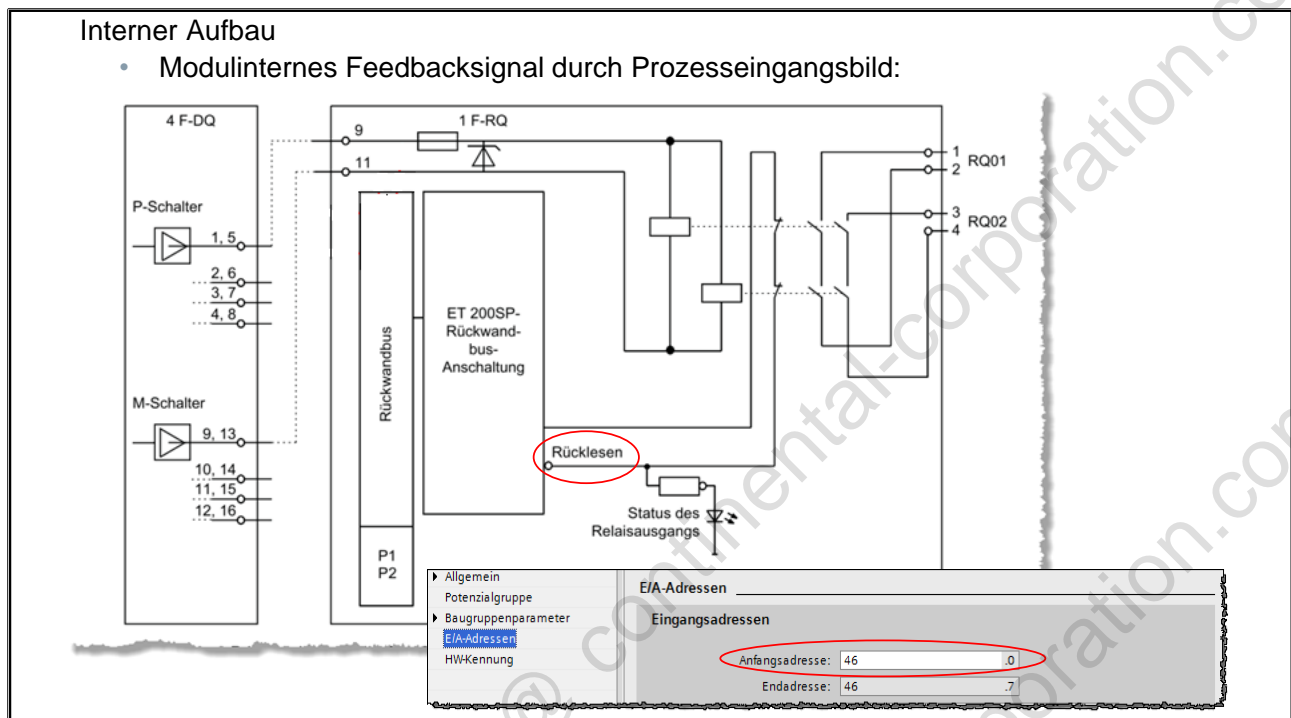 Interner Aufbau
• Modulinternes Feedbacksignal durch Prozesseingangsbild:
4 F-DQ
1 F-RQ
9
11
1
2
RQ01
3
4
RQ02
P-Schalter
1, 5
2, 6
3, 7
4, 8
M-Schalter
9, 13
10, 14
11, 15
12, 16
Rückwandbus
P1
P2
ET 200SP-
Rückwand-
bus-
Anschaltung
Rücklesen
Status des
Relaisausgangs
Allgemein
Potenzialgruppe
Baugruppenparameter
E/A-Adressen
HW-Kennung
E/A-Adressen
Eingangsadressen
Anfangsadresse: 46 .0
Endadresse: 46 .7
@ continental-corporation.com